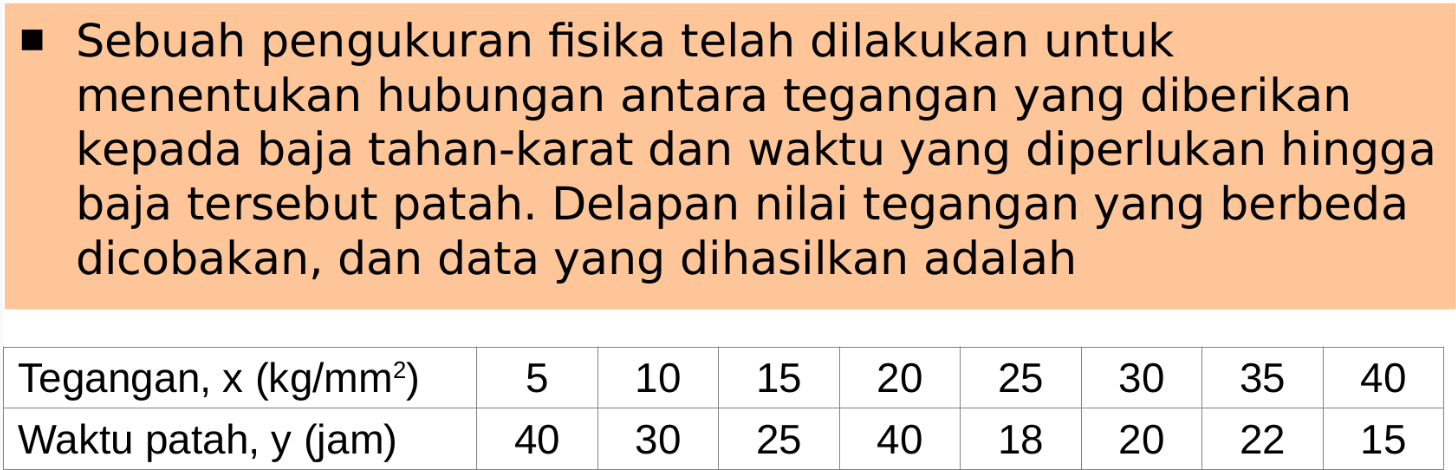 ▪ Sebuah pengukuran fisika telah dilakukan untuk
menentukan hubungan antara tegangan yang diberikan
kepada baja tahan-karat dan waktu yang diperlukan hingga
baja tersebut patah. Delapan nilai tegangan yang berbeda
dicobakan, dan data yang dihasilkan adalah
Tegangan, x (kg/mm²) 5 10 15 20 25 30 35 40
Waktu patah, y (jam) 40 30 25 40 18 20 22 15